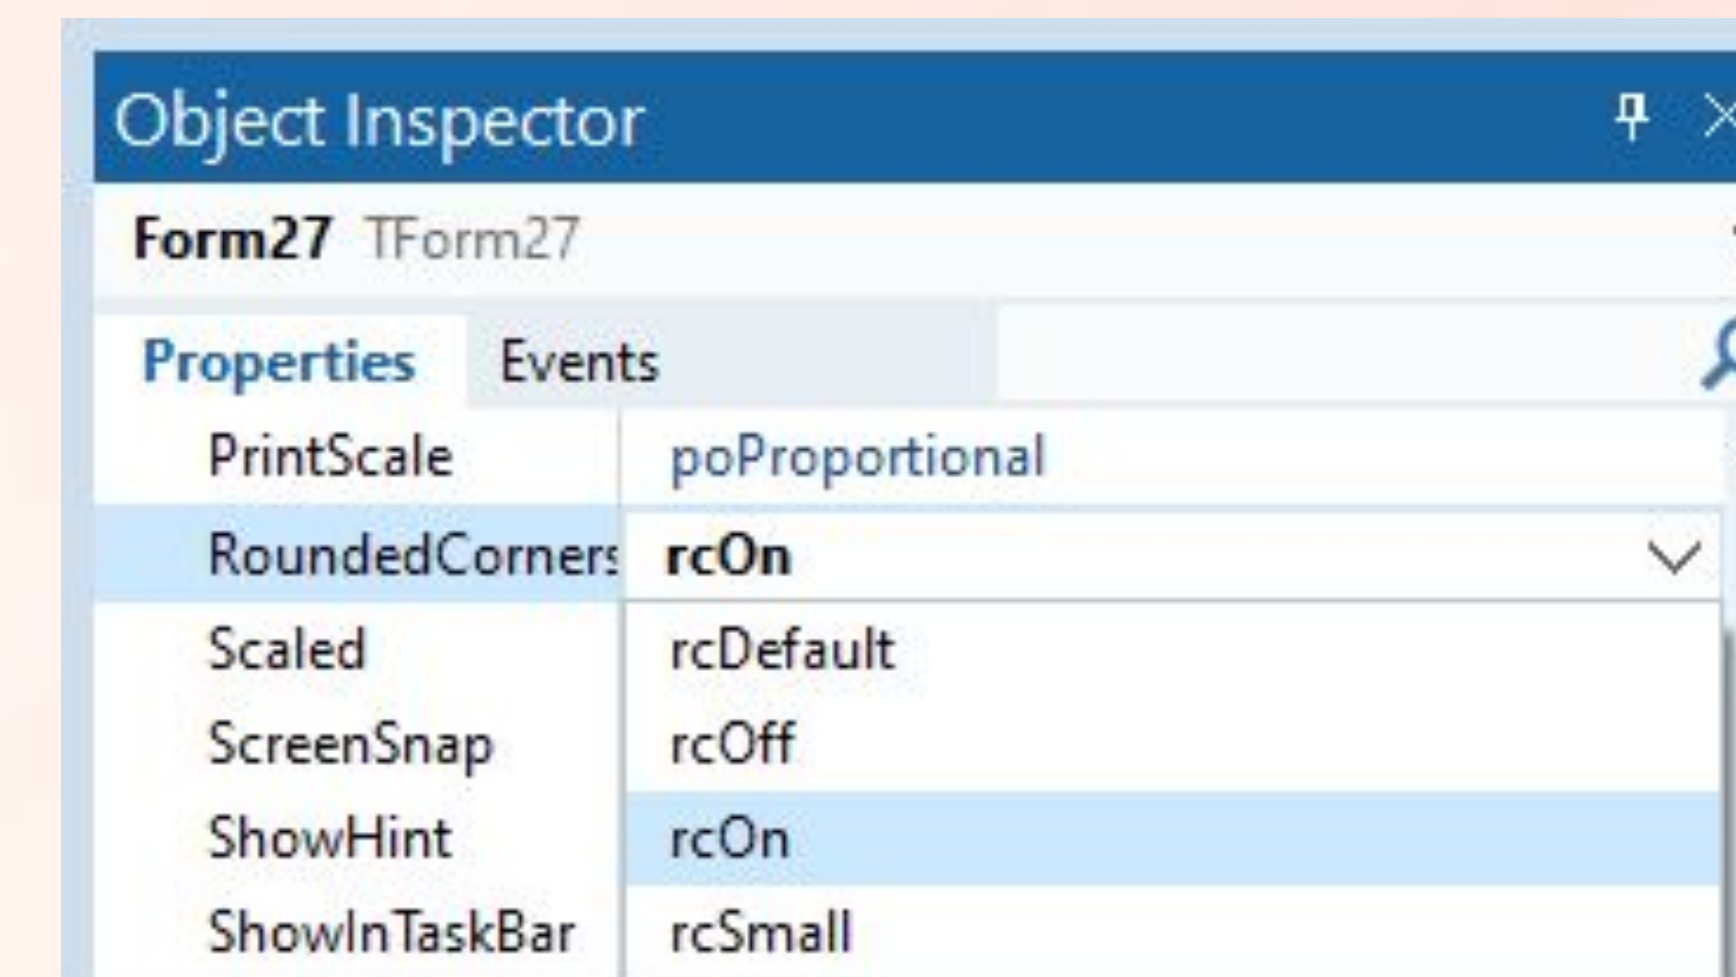 Object Inspector
Form27 TForm27
Properties Events
PrintScale poProportional
RoundedCorners rcOn
Scaled rcDefault
ScreenSnap rcOff
ShowHint rcOn
ShowInTaskBar rcSmall